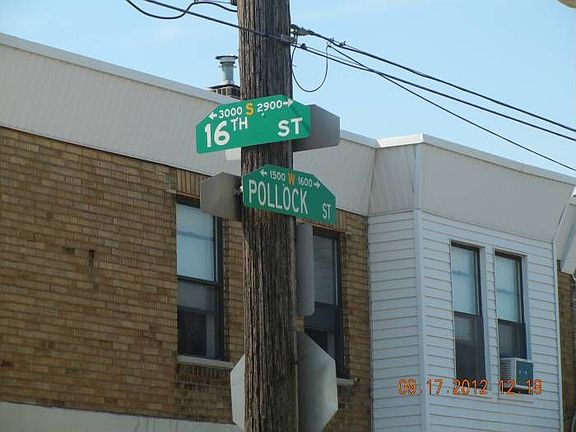 ← 3000 S 2900 →
16TH ST
← 1500 W 1600 →
POLLOCK ST
09.17.2012 12:18